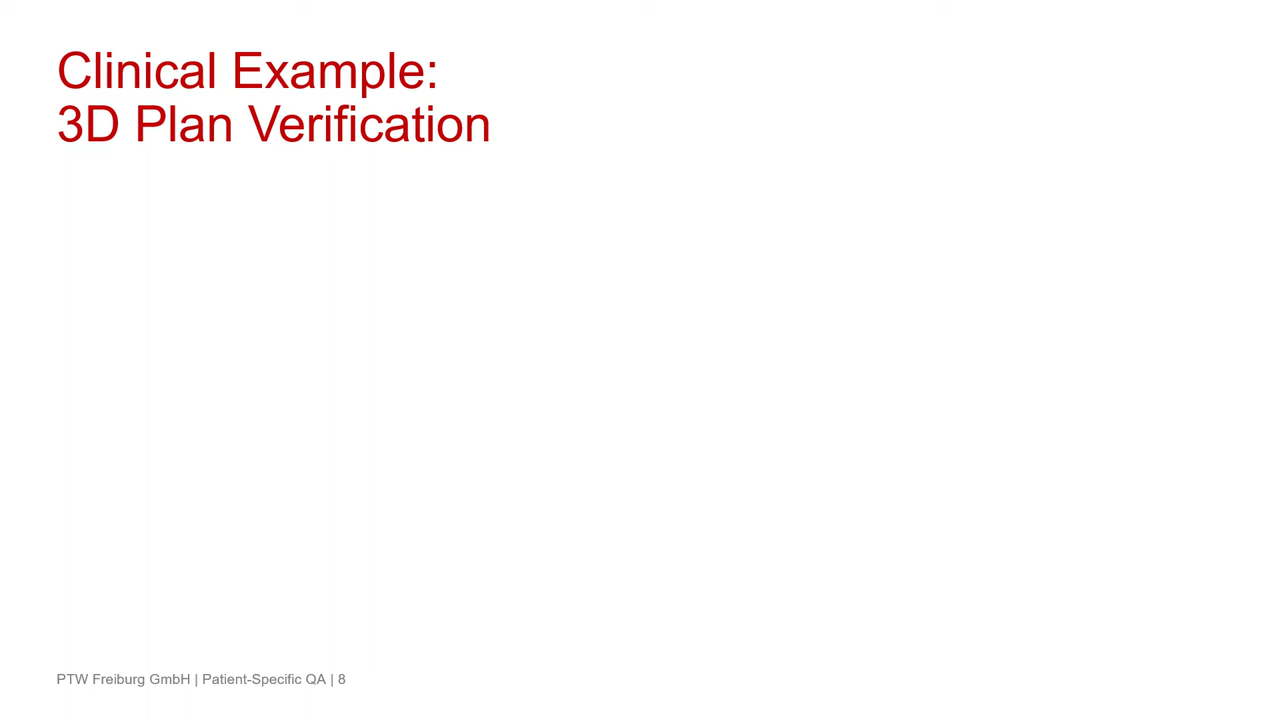 Clinical Example:
3D Plan Verification
PTW Freiburg GmbH | Patient-Specific QA | 8